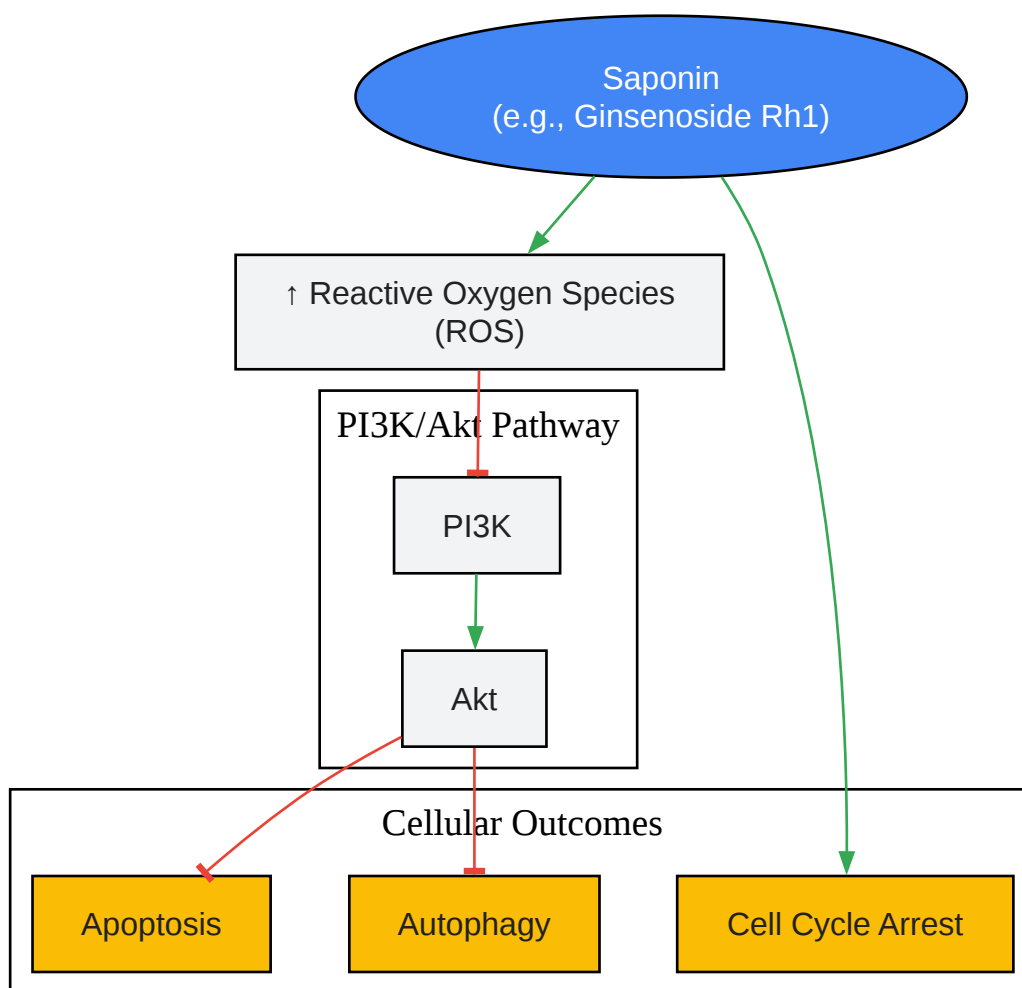 Saponin
(e.g., Ginsenoside Rh1)
↑ Reactive Oxygen Species
(ROS)
PI3K/Akt Pathway
PI3K
Akt
Cellular Outcomes
Apoptosis
Autophagy
Cell Cycle Arrest